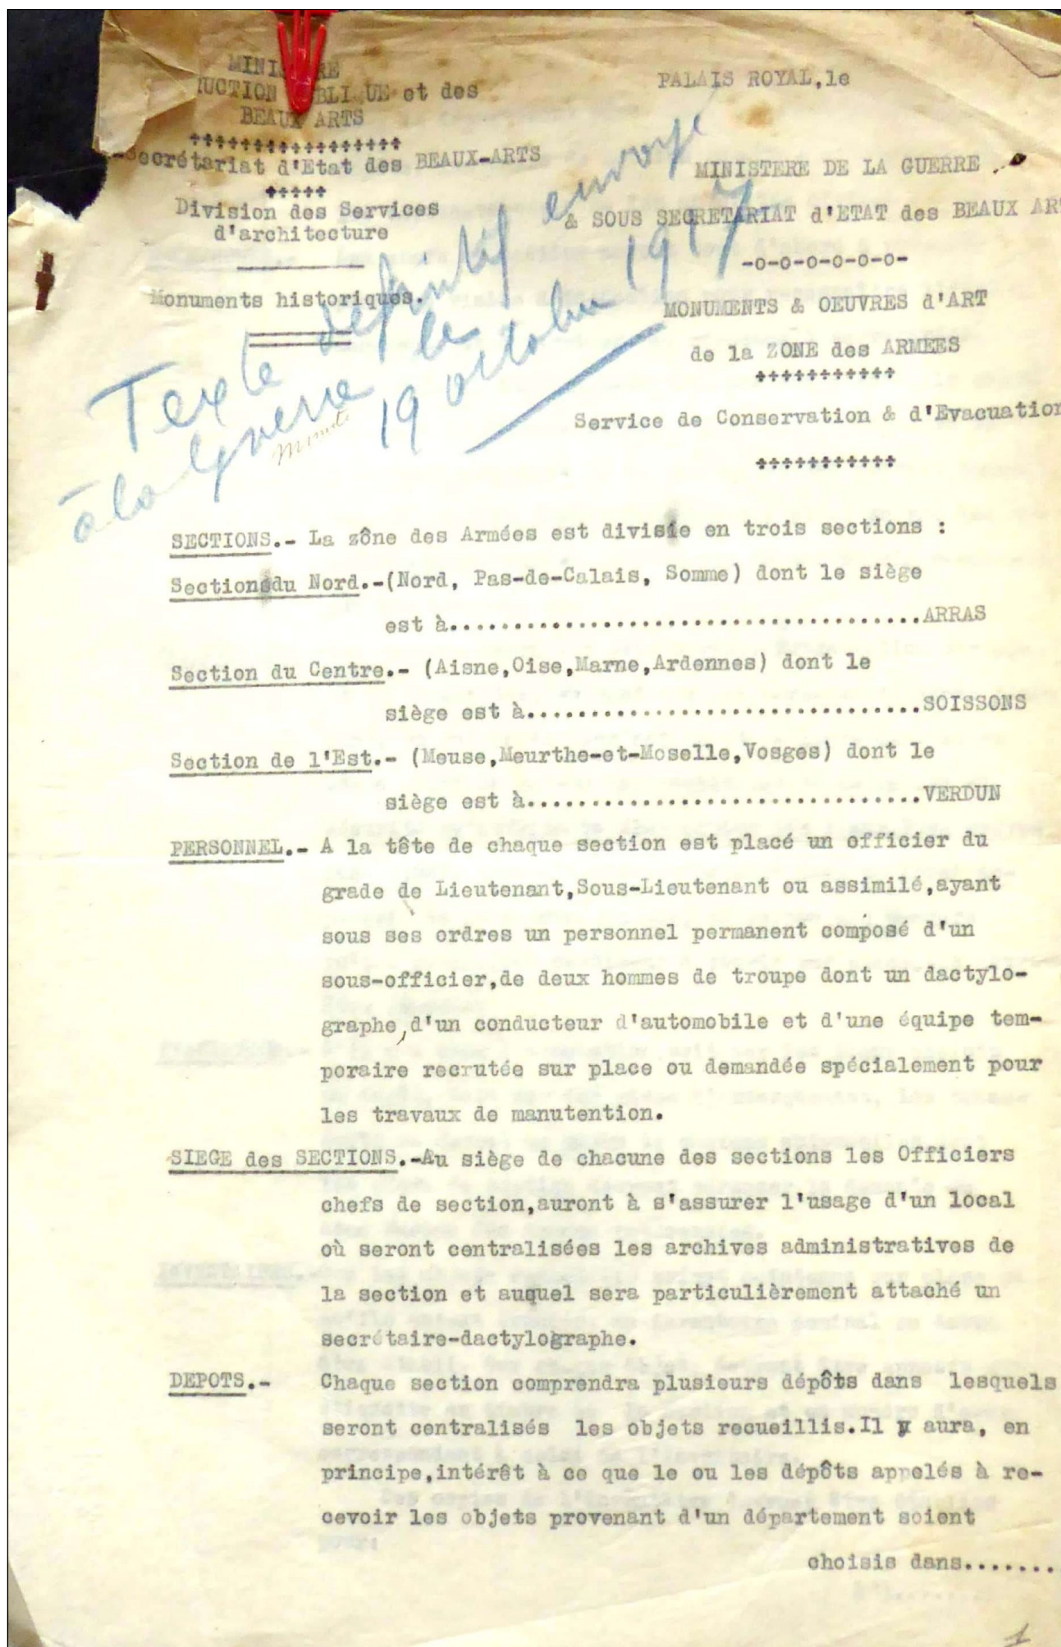 MINISTRE
UCTION BLIQUE et des
BEAUX ARTS
+++++++++++++++++
-Secrétariat d'Etat des BEAUX-ARTS
+++++
Division des Services
d'architecture
Monuments historiques.
PALAIS ROYAL,le
MINISTERE DE LA GUERRE
& SOUS SECRETARIAT d'ETAT des BEAUX ART
-o-o-o-o-o-o-
MONUMENTS & OEUVRES d'ART
de la ZONE des ARMEES
+++++++++++
Service de Conservation & d'Evacuation
+++++++++++
Texte définitif envoyé
à la Guerre le
19 octobre 1917
Minute
SECTIONS.- La zône des Armées est divisée en trois sections :
Section du Nord.-(Nord, Pas-de-Calais, Somme) dont le siège
est à.....................................ARRAS
Section du Centre.- (Aisne,Oise,Marne,Ardennes) dont le
siège est à...............................SOISSONS
Section de l'Est.- (Meuse,Meurthe-et-Moselle,Vosges) dont le
siège est à...............................VERDUN
PERSONNEL.- A la tête de chaque section est placé un officier du
grade de Lieutenant,Sous-Lieutenant ou assimilé,ayant
sous ses ordres un personnel permanent composé d'un
sous-officier,de deux hommes de troupe dont un dactylo-
graphe,d'un conducteur d'automobile et d'une équipe tem-
poraire recrutée sur place ou demandée spécialement pour
les travaux de manutention.
SIEGE des SECTIONS.-Au siège de chacune des sections les Officiers
chefs de section,auront à s'assurer l'usage d'un local
où seront centralisées les archives administratives de
la section et auquel sera particulièrement attaché un
secrétaire-dactylographe.
DEPOTS.- Chaque section comprendra plusieurs dépôts dans lesquels
seront centralisés les objets recueillis.Il y aura, en
principe,intérêt à ce que le ou les dépôts appelés à re-
cevoir les objets provenant d'un département soient
choisis dans.......
1